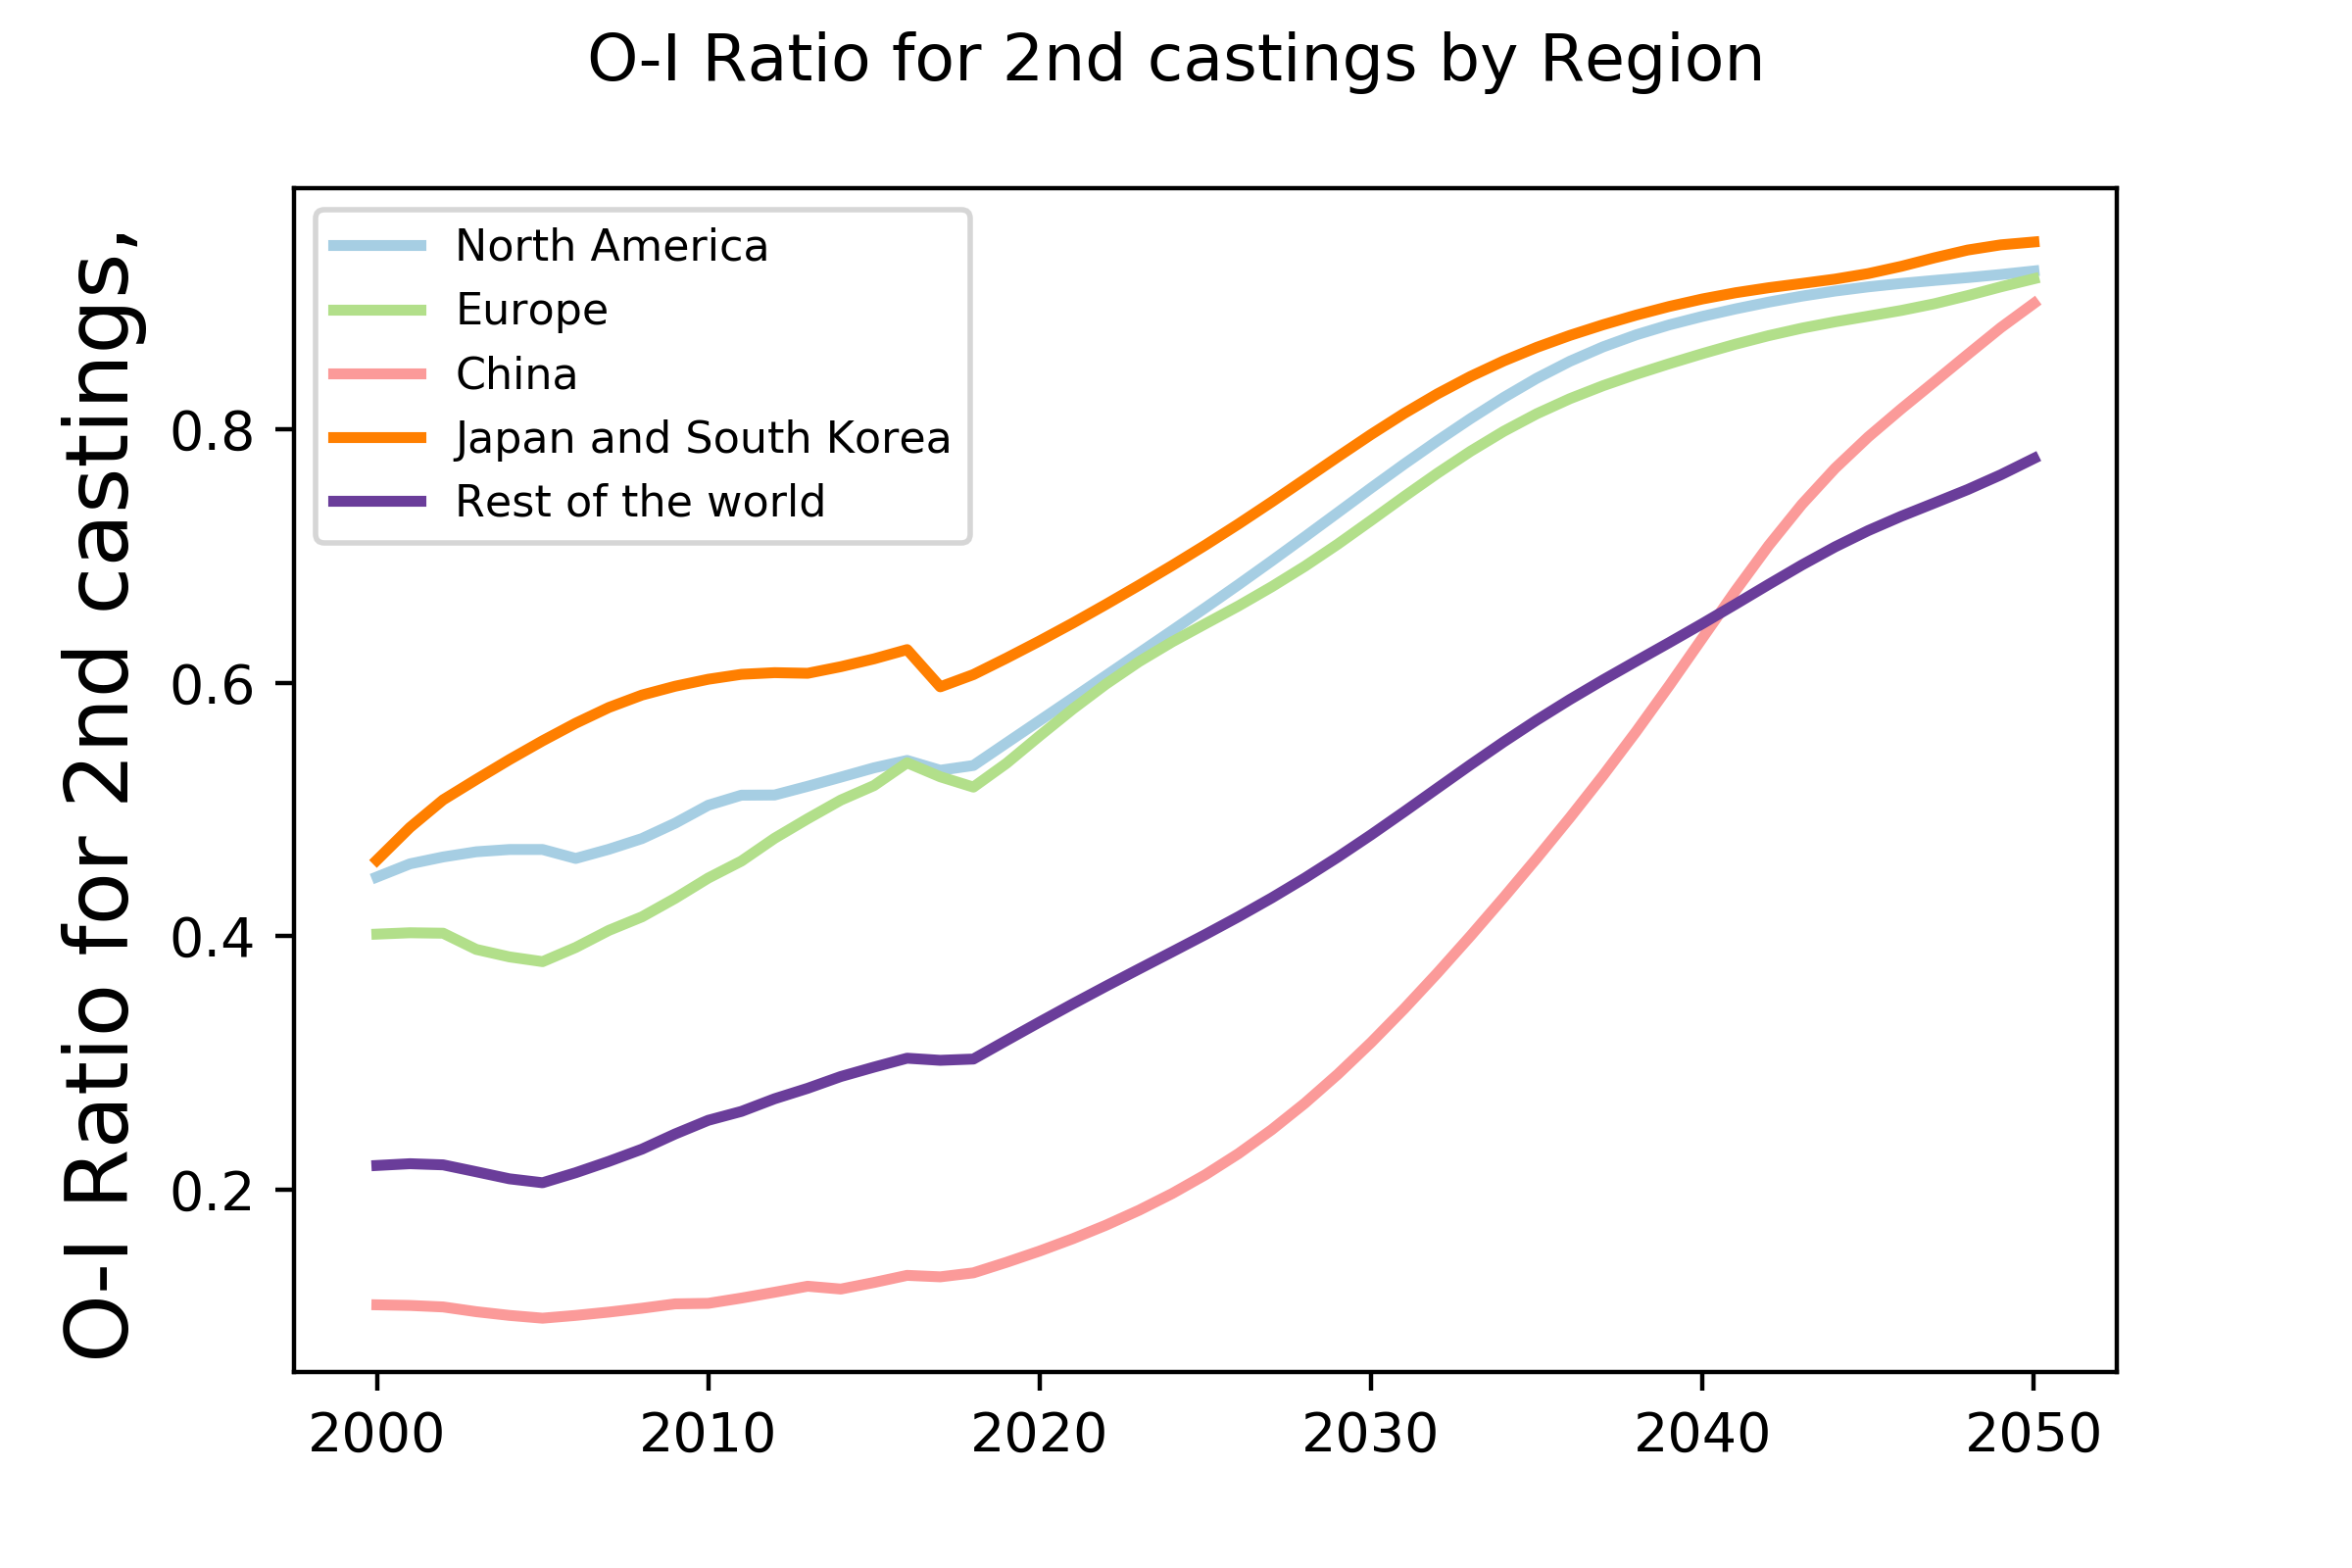 O-I Ratio for 2nd castings by Region
O-I Ratio for 2nd castings,
North America
Europe
China
Japan and South Korea
Rest of the world
0.8
0.6
0.4
0.2
2000 2010 2020 2030 2040 2050